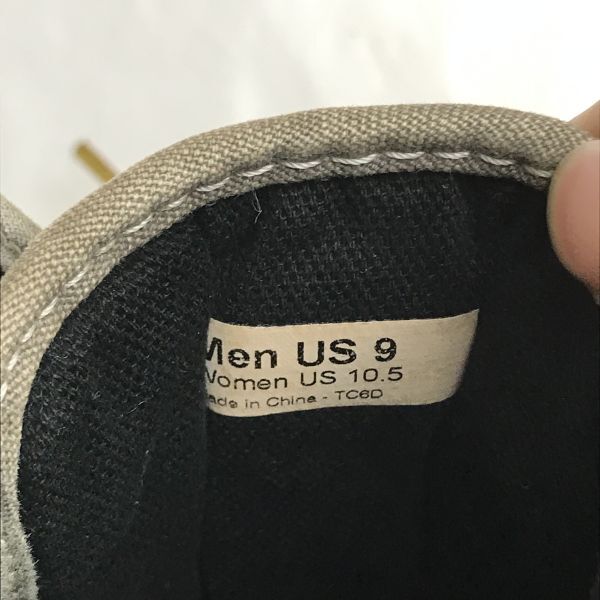 Men US 9
Women US 10.5
Made in China - TC6D